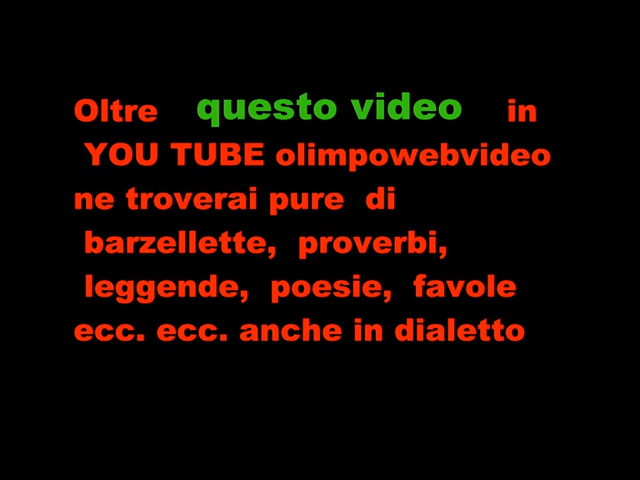 Oltre questo video in
YOU TUBE olimpowebvideo
ne troverai pure di
barzellette, proverbi,
leggende, poesie, favole
ecc. ecc. anche in dialetto